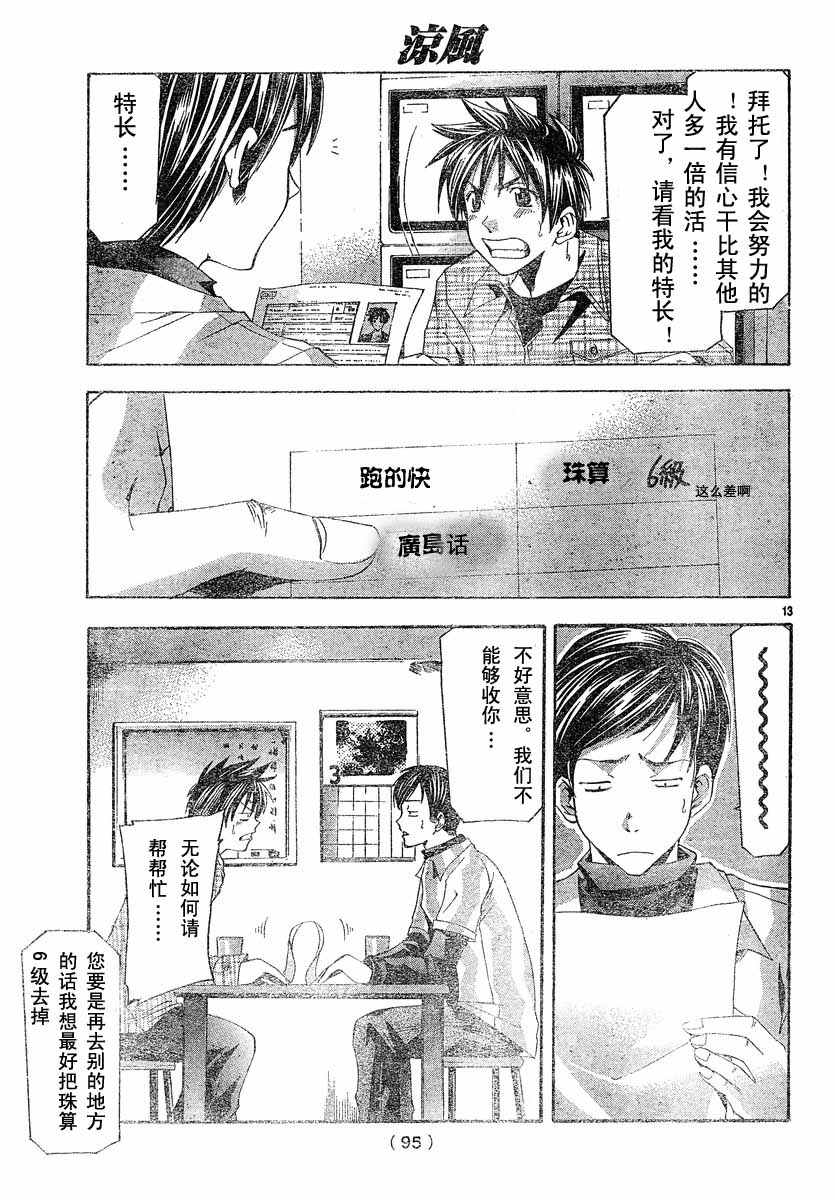 涼風
拜托了！我会努力的
！我有信心干比其他
人多一倍的活……
对了，请看我的特长！
特长……
跑的快
珠算
6級
这么差啊
廣島话
13
不好意思。我们不
能够收你…
无论如何请
帮帮忙……
您要是再去别的地方
的话我想最好把珠算
6级去掉
(95)